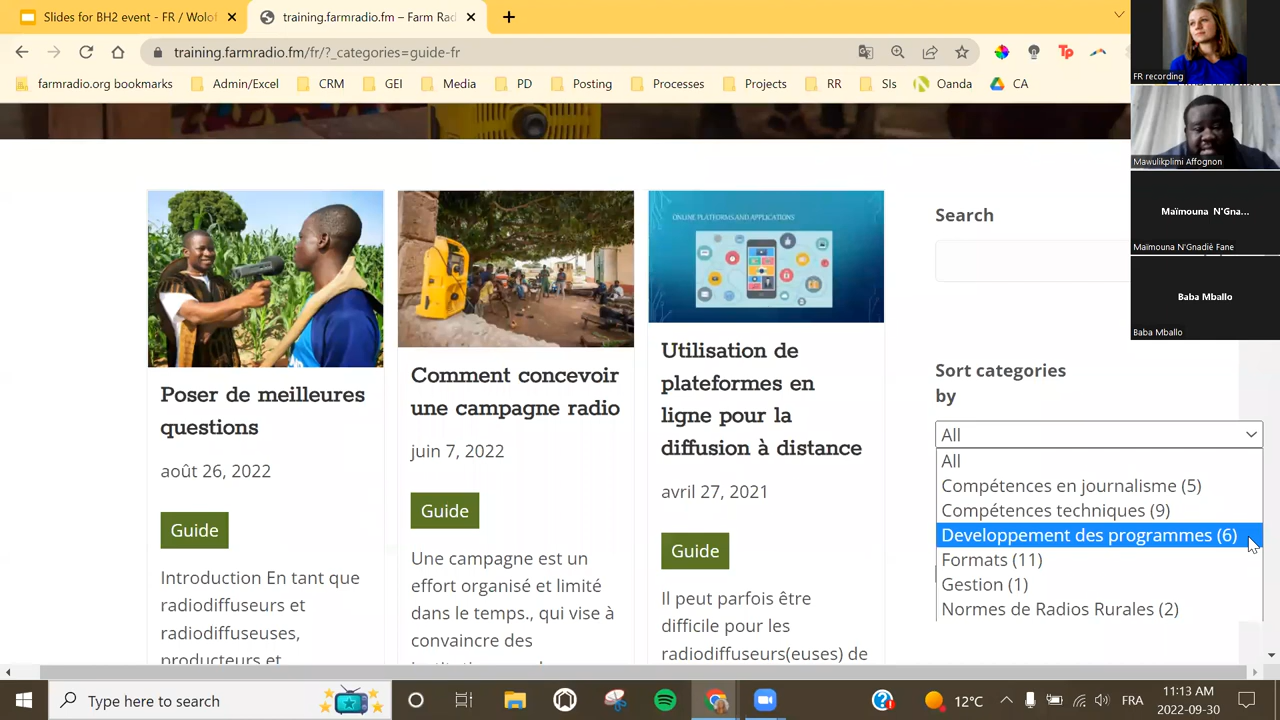 Slides for BH2 event - FR / Wolof
training.farmradio.fm – Farm Rad
training.farmradio.fm/fr/?_categories=guide-fr
farmradio.org bookmarks
Admin/Excel
CRM
GEI
Media
PD
Posting
Processes
Projects
RR
SIs
Oanda
CA
FR recording
Mawulikplimi Affognon
Maïmouna N'Gna...
Maïmouna N'Gnadié Fane
Baba Mballo
Baba Mballo
Poser de meilleures
questions
août 26, 2022
Guide
Introduction En tant que
radiodiffuseurs et
radiodiffuseuses,
producteurs et
Comment concevoir
une campagne radio
juin 7, 2022
Guide
Une campagne est un
effort organisé et limité
dans le temps., qui vise à
convaincre des
ONLINE PLATFORMS AND APPLICATIONS
Utilisation de
plateformes en
ligne pour la
diffusion à distance
avril 27, 2021
Guide
Il peut parfois être
difficile pour les
radiodiffuseurs(euses) de
Search
Sort categories
by
All
All
Compétences en journalisme (5)
Compétences techniques (9)
Developpement des programmes (6)
Formats (11)
Gestion (1)
Normes de Radios Rurales (2)
Type here to search
12°C
FRA
11:13 AM
2022-09-30